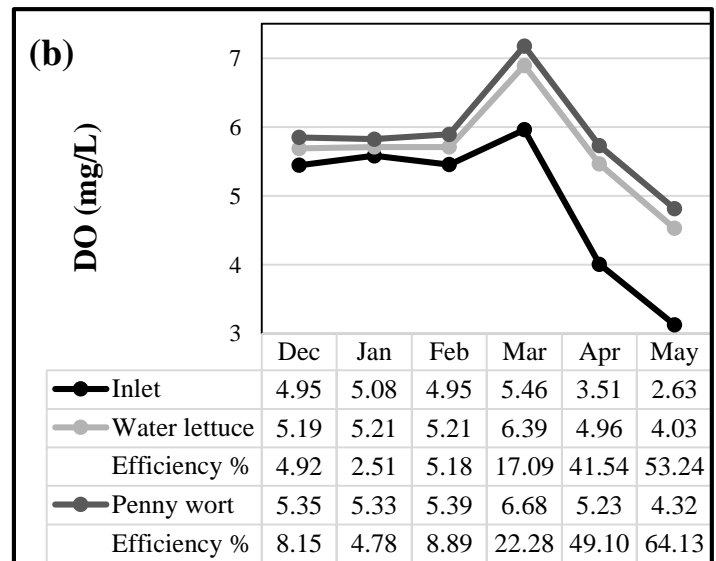 (b)
DO (mg/L)
7
6
5
4
3
Dec Jan Feb Mar Apr May
Inlet 4.95 5.08 4.95 5.46 3.51 2.63
Water lettuce 5.19 5.21 5.21 6.39 4.96 4.03
Efficiency % 4.92 2.51 5.18 17.09 41.54 53.24
Penny wort 5.35 5.33 5.39 6.68 5.23 4.32
Efficiency % 8.15 4.78 8.89 22.28 49.10 64.13